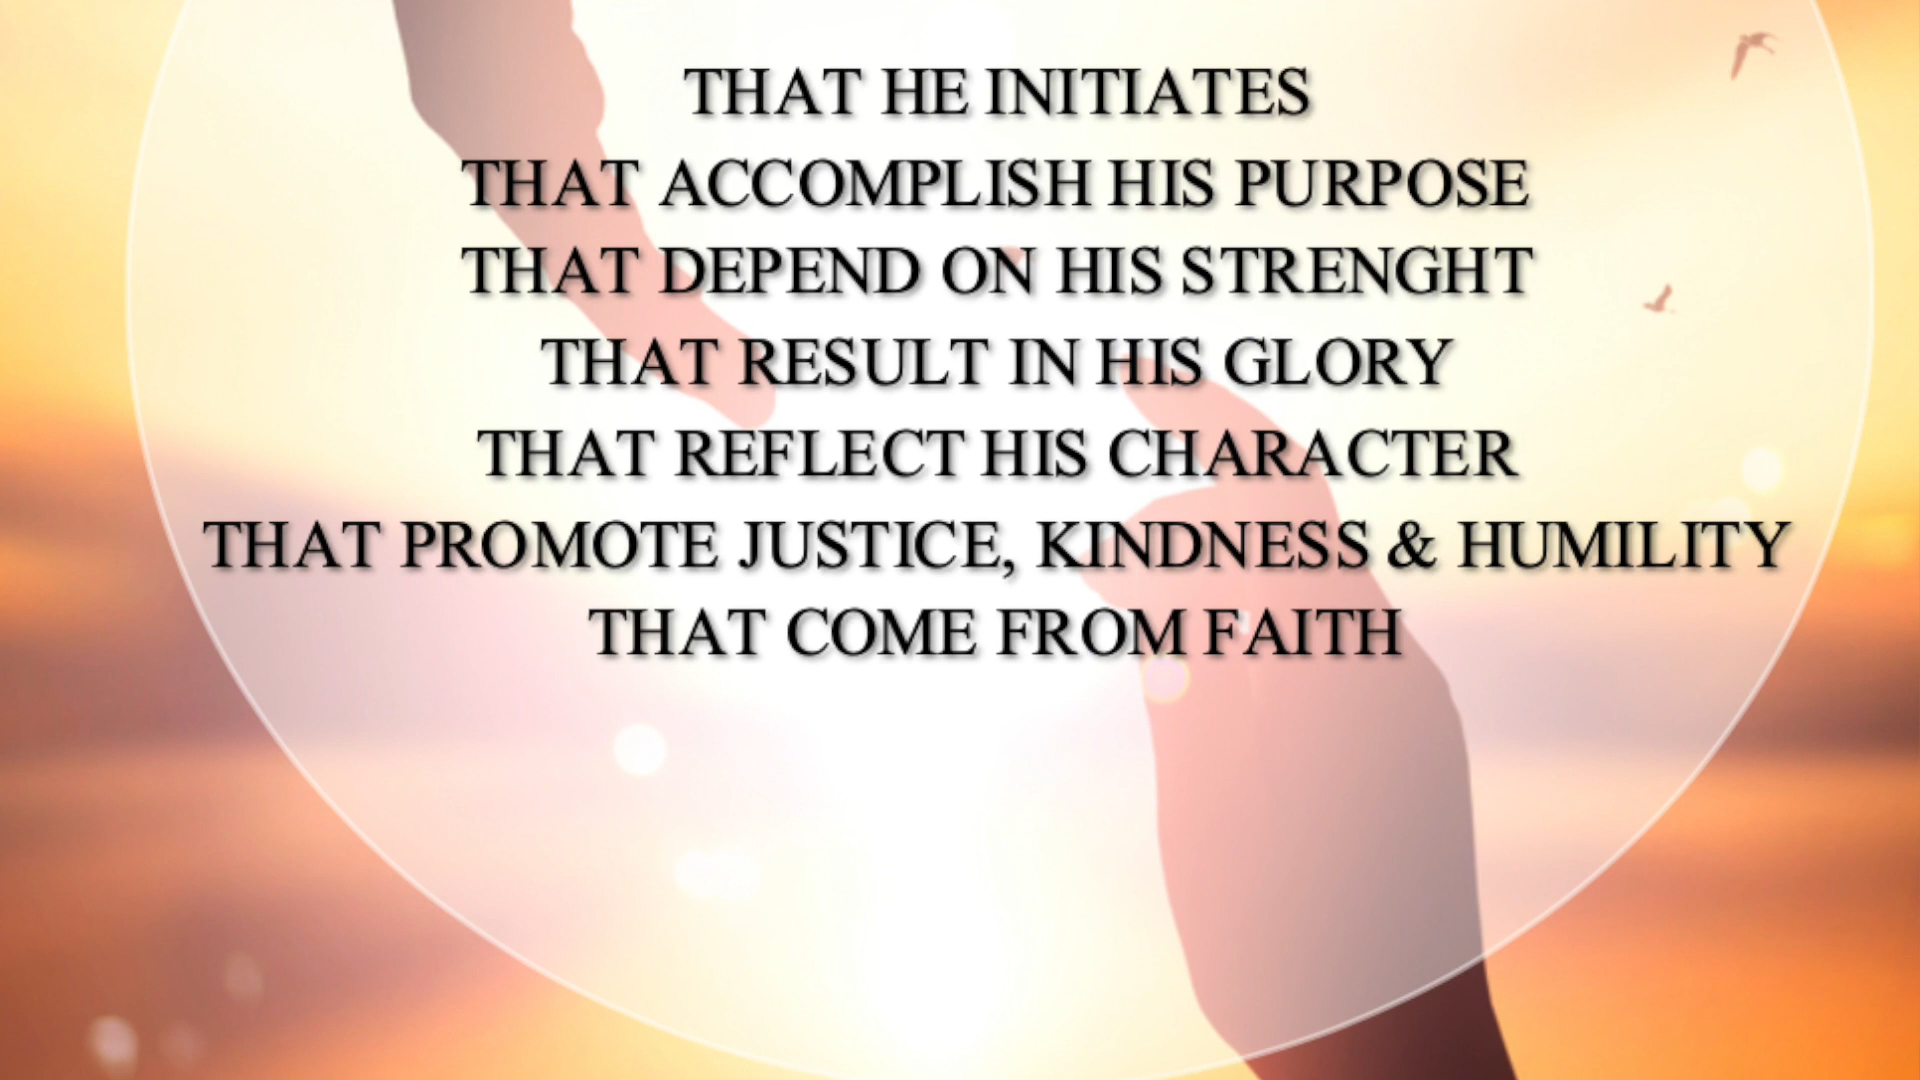 THAT HE INITIATES
THAT ACCOMPLISH HIS PURPOSE
THAT DEPEND ON HIS STRENGHT
THAT RESULT IN HIS GLORY
THAT REFLECT HIS CHARACTER
THAT PROMOTE JUSTICE, KINDNESS & HUMILITY
THAT COME FROM FAITH